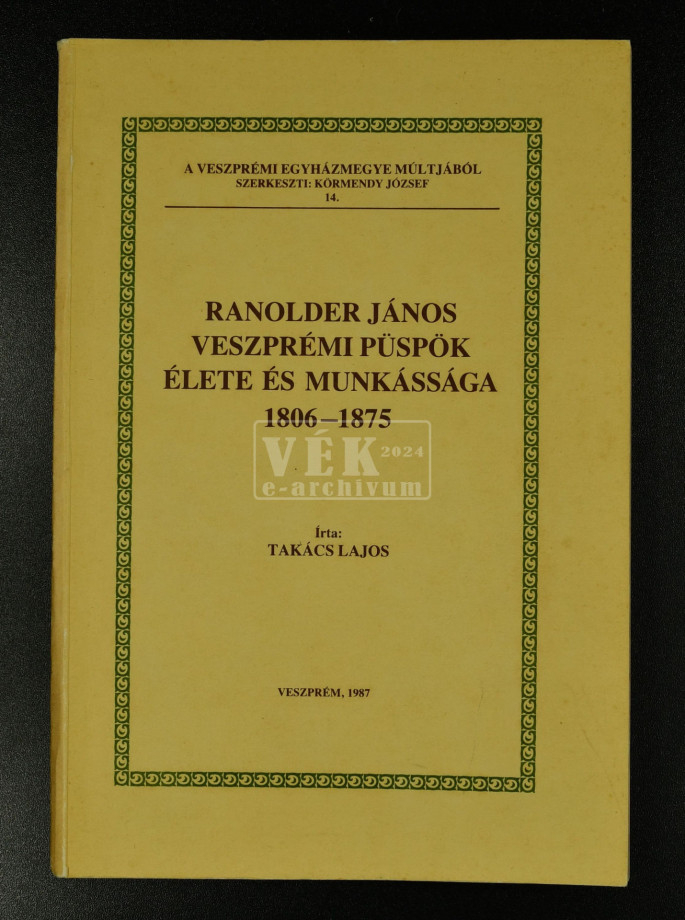 A VESZPRÉMI EGYHÁZMEGYE MÚLTJÁBÓL
SZERKESZTI: KÖRMENDY JÓZSEF
14.
RANOLDER JÁNOS
VESZPRÉMI PÜSPÖK
ÉLETE ÉS MUNKÁSSÁGA
1806–1875
VÉK 2024
e-archivum
Írta:
TAKÁCS LAJOS
VESZPRÉM, 1987